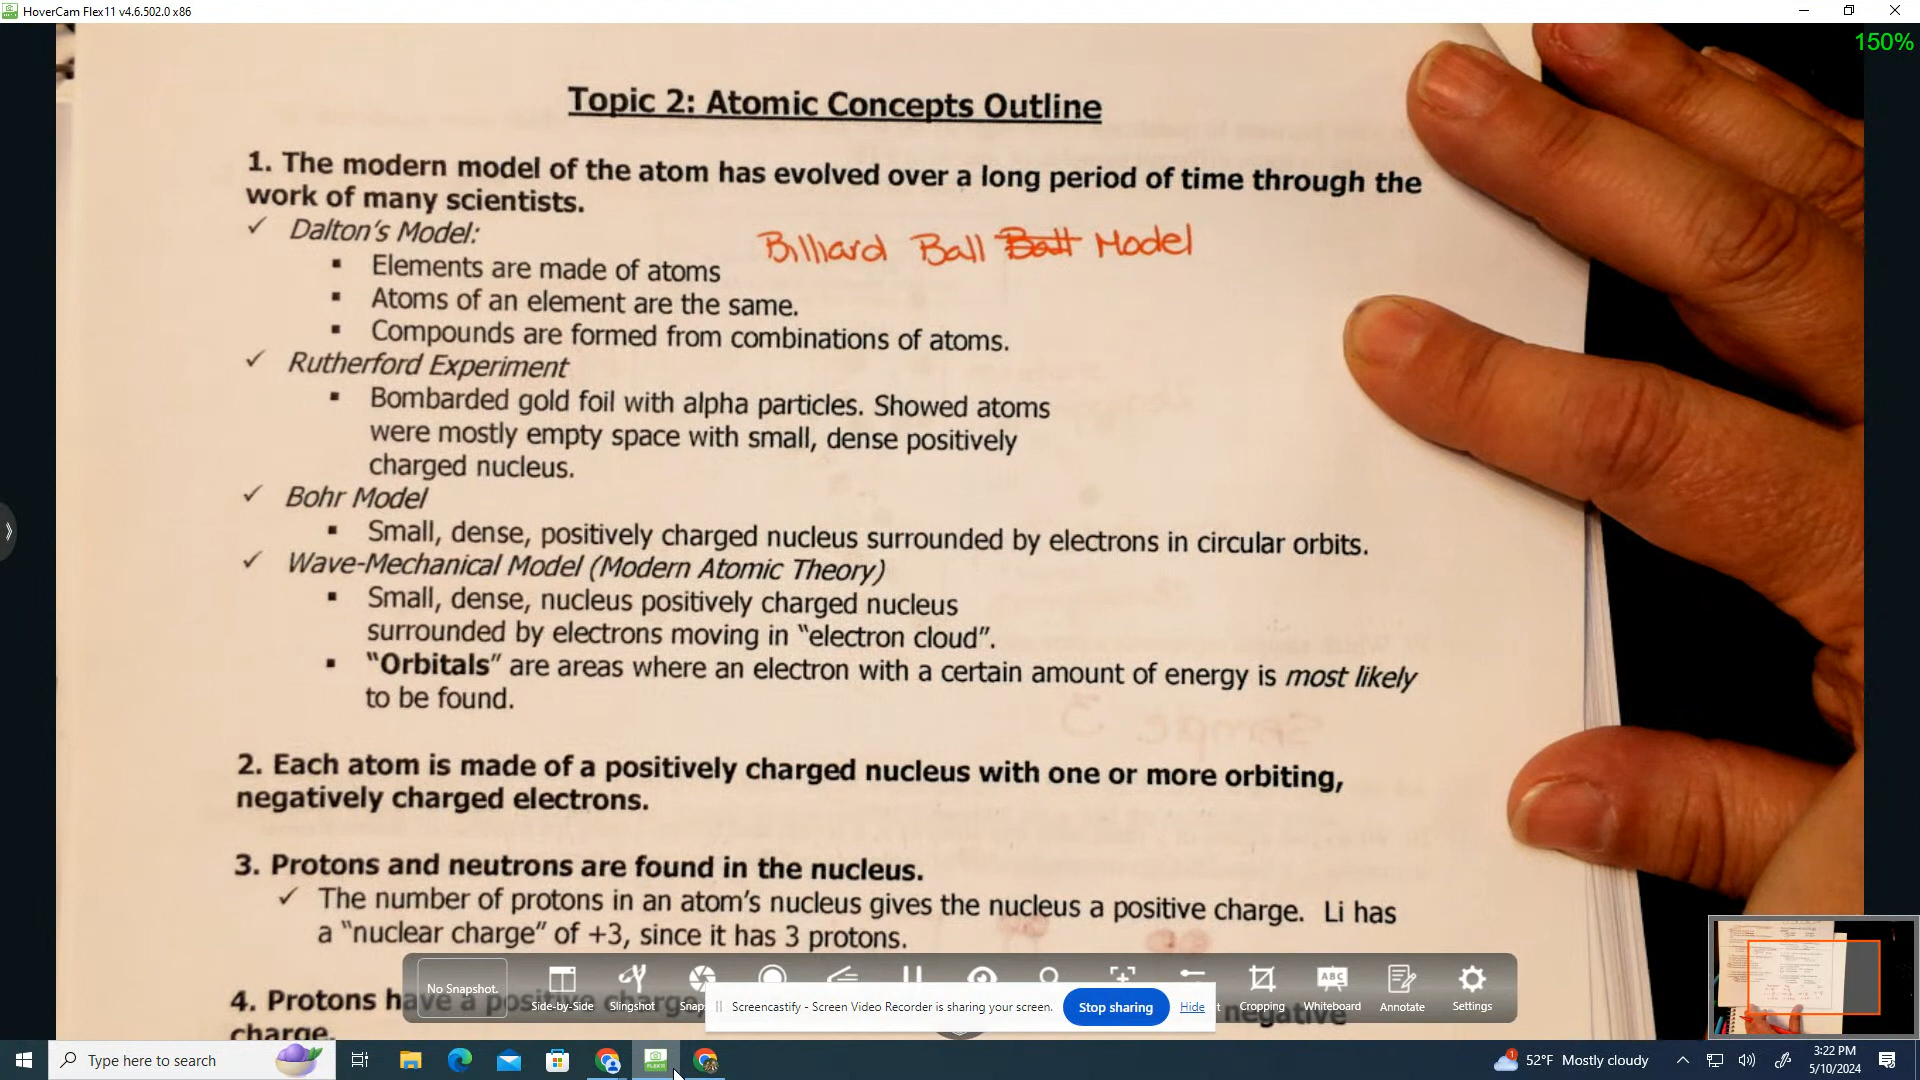 HoverCam Flex11 v4.6.502.0 x86
150%
Topic 2: Atomic Concepts Outline
1. The modern model of the atom has evolved over a long period of time through the
work of many scientists.
✓ Dalton's Model:
Billiard Ball Ball Model
▪ Elements are made of atoms
▪ Atoms of an element are the same.
▪ Compounds are formed from combinations of atoms.
✓ Rutherford Experiment
▪ Bombarded gold foil with alpha particles. Showed atoms
were mostly empty space with small, dense positively
charged nucleus.
✓ Bohr Model
▪ Small, dense, positively charged nucleus surrounded by electrons in circular orbits.
✓ Wave-Mechanical Model (Modern Atomic Theory)
▪ Small, dense, nucleus positively charged nucleus
surrounded by electrons moving in "electron cloud".
▪ "Orbitals" are areas where an electron with a certain amount of energy is most likely
to be found.
2. Each atom is made of a positively charged nucleus with one or more orbiting,
negatively charged electrons.
3. Protons and neutrons are found in the nucleus.
✓ The number of protons in an atom's nucleus gives the nucleus a positive charge. Li has
a "nuclear charge" of +3, since it has 3 protons.
4. Protons have a positive charge, negative
charge.
No Snapshot.
Side-by-Side
Slingshot
Cropping
ABC
Whiteboard
Annotate
Settings
Screencastify - Screen Video Recorder is sharing your screen.
Stop sharing
Hide
Type here to search
FLEX11
1
52°F Mostly cloudy
3:22 PM
5/10/2024